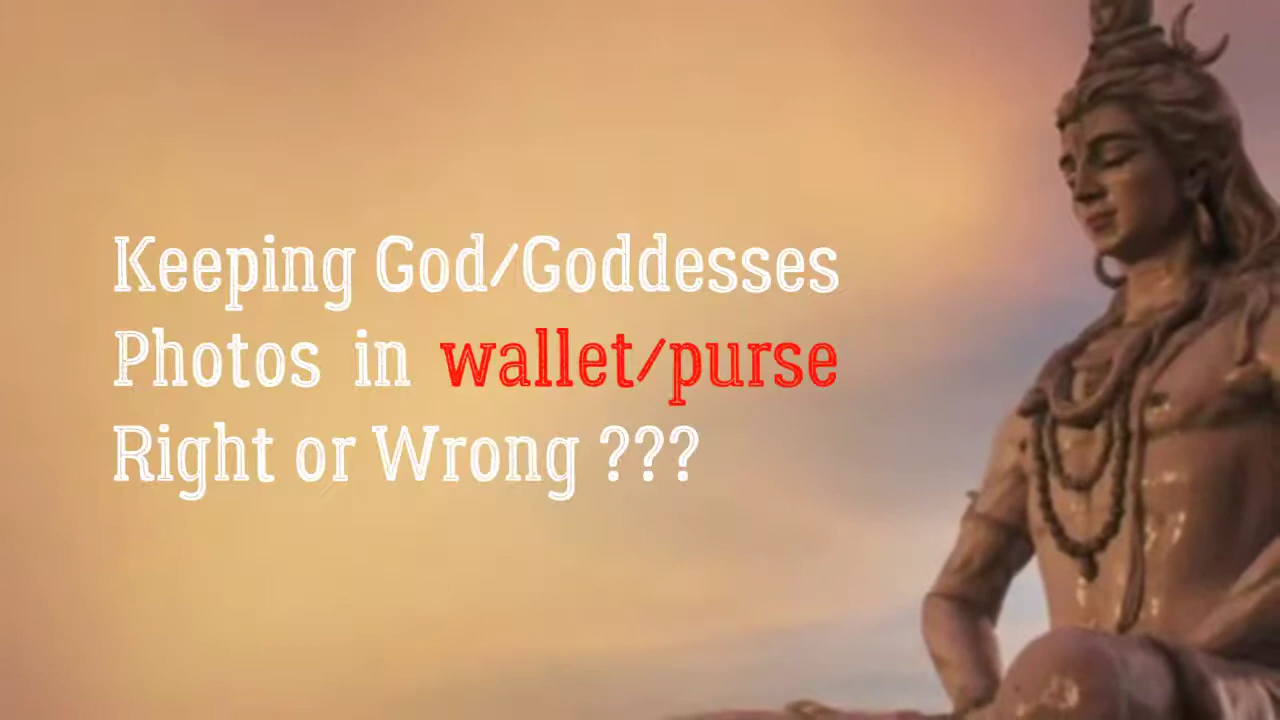 Keeping God/Goddesses
Photos in wallet/purse
Right or Wrong ???